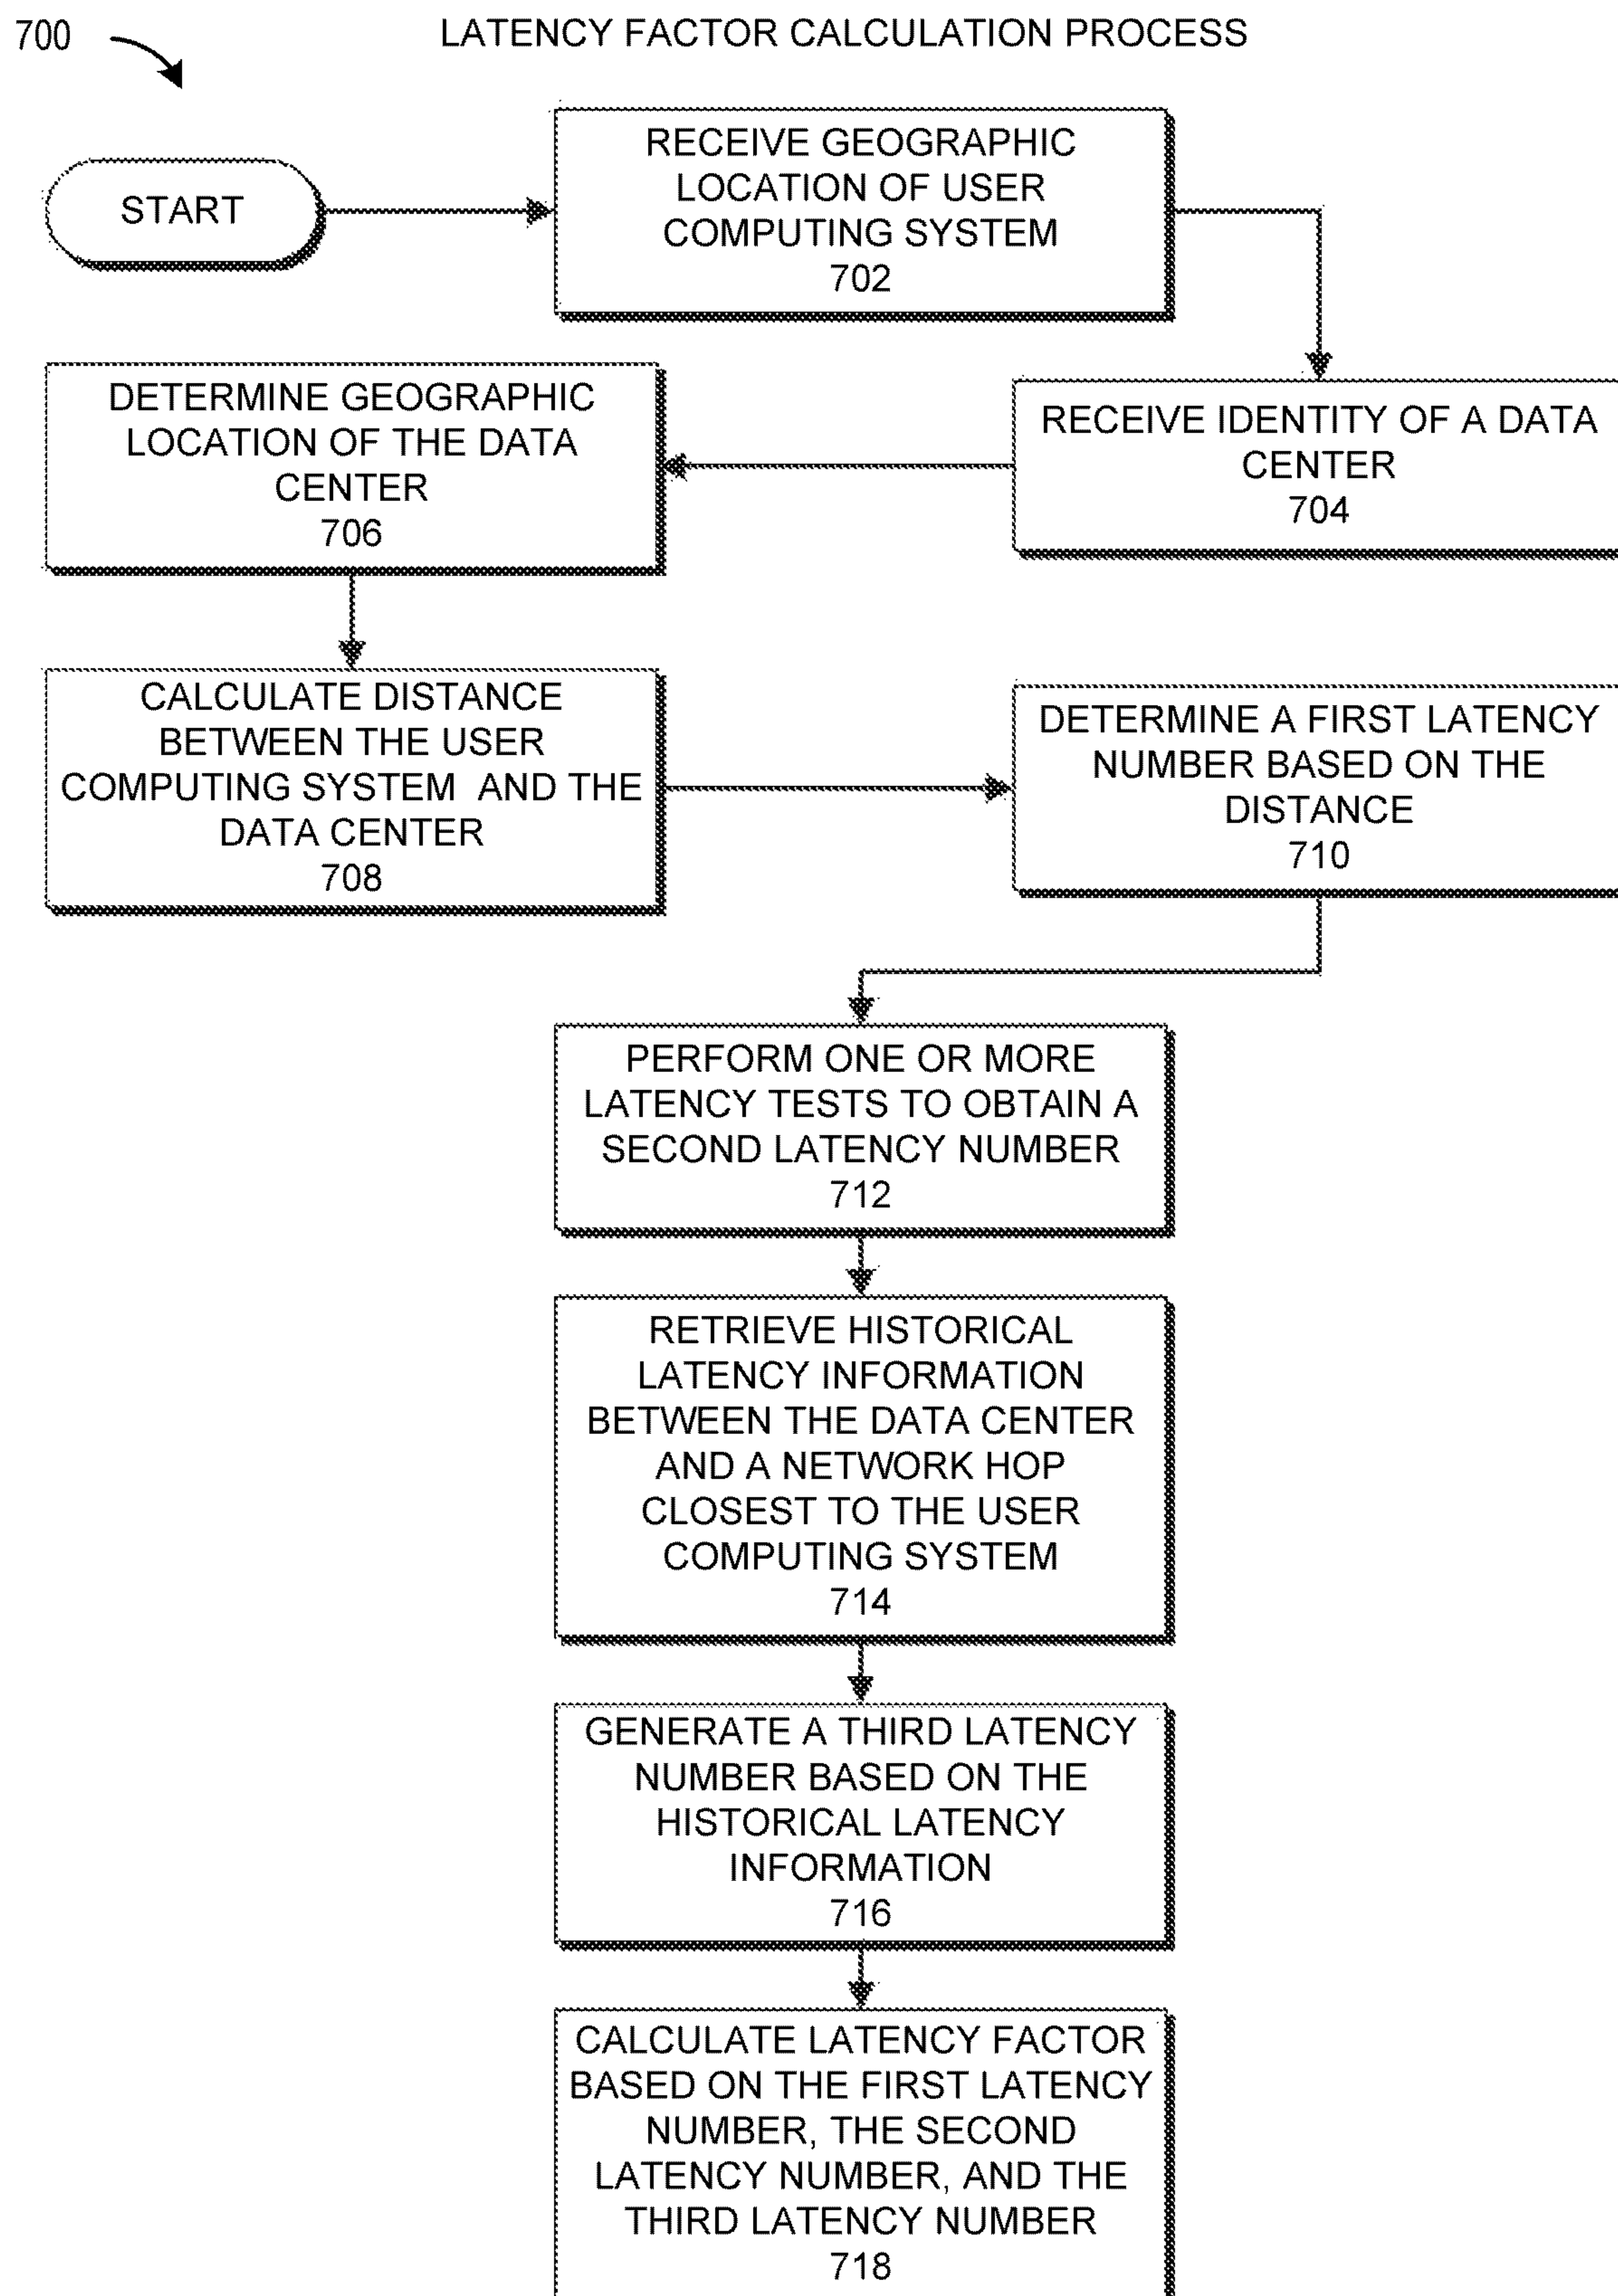 700
LATENCY FACTOR CALCULATION PROCESS
START
RECEIVE GEOGRAPHIC
LOCATION OF USER
COMPUTING SYSTEM
702
RECEIVE IDENTITY OF A DATA
CENTER
704
DETERMINE GEOGRAPHIC
LOCATION OF THE DATA
CENTER
706
CALCULATE DISTANCE
BETWEEN THE USER
COMPUTING SYSTEM AND THE
DATA CENTER
708
DETERMINE A FIRST LATENCY
NUMBER BASED ON THE
DISTANCE
710
PERFORM ONE OR MORE
LATENCY TESTS TO OBTAIN A
SECOND LATENCY NUMBER
712
RETRIEVE HISTORICAL
LATENCY INFORMATION
BETWEEN THE DATA CENTER
AND A NETWORK HOP
CLOSEST TO THE USER
COMPUTING SYSTEM
714
GENERATE A THIRD LATENCY
NUMBER BASED ON THE
HISTORICAL LATENCY
INFORMATION
716
CALCULATE LATENCY FACTOR
BASED ON THE FIRST LATENCY
NUMBER, THE SECOND
LATENCY NUMBER, AND THE
THIRD LATENCY NUMBER
718